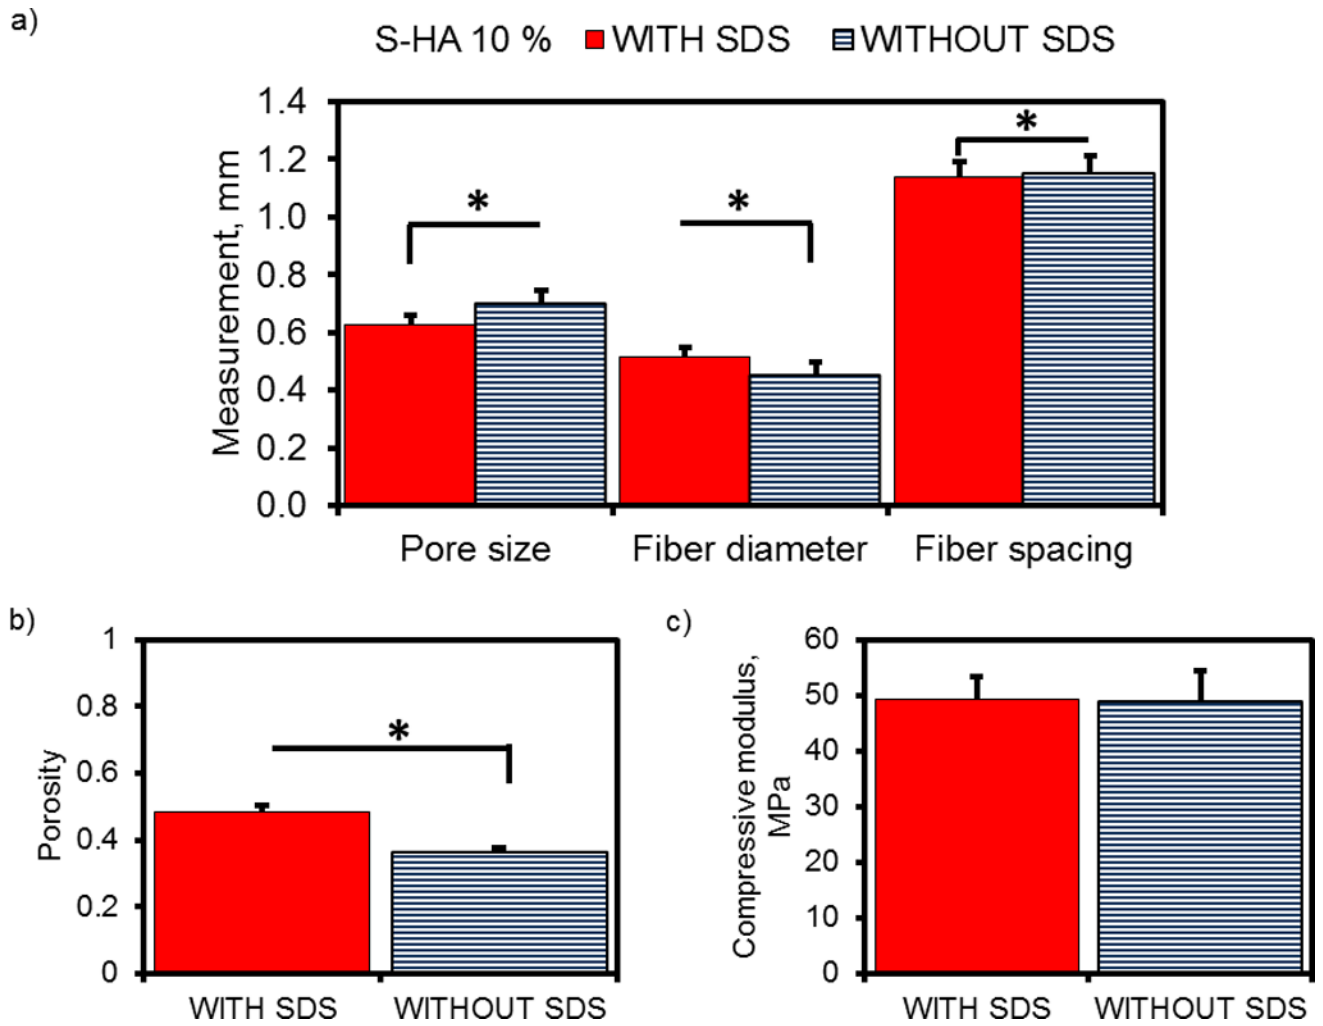 a)
S-HA 10 % WITH SDS WITHOUT SDS
1.4
1.2
1.0
0.8
0.6
0.4
0.2
0.0
Measurement, mm
*
*
*
Pore size Fiber diameter Fiber spacing
b)
1
0.8
0.6
0.4
0.2
0
Porosity
*
WITH SDS WITHOUT SDS
c)
60
50
40
30
20
10
0
Compressive modulus,
MPa
WITH SDS WITHOUT SDS